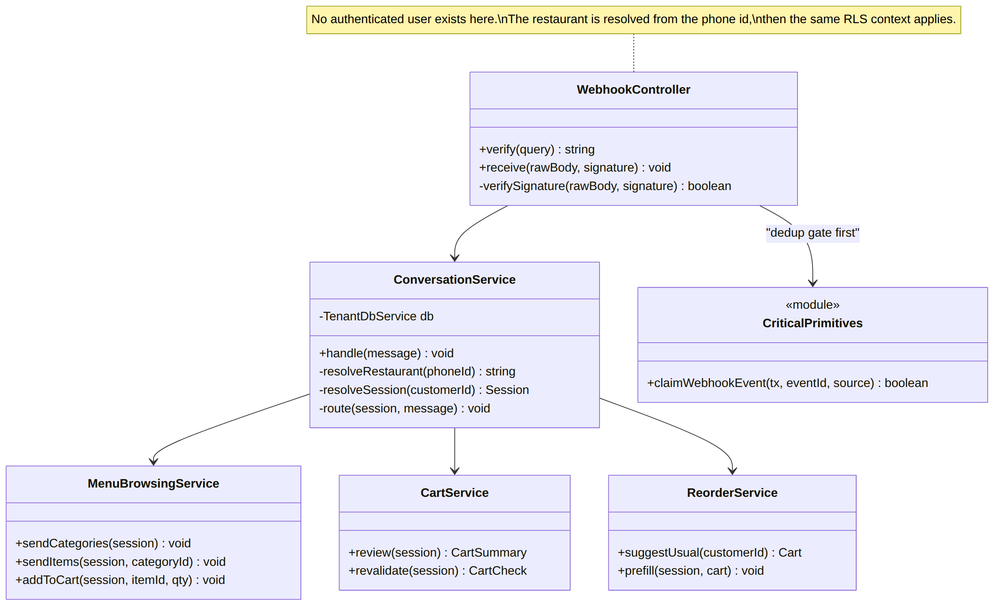 No authenticated user exists here.\nThe restaurant is resolved from the phone id,\nthen the same RLS context applies.
WebhookController
+verify(query) : string
+receive(rawBody, signature) : void
-verifySignature(rawBody, signature) : boolean
"dedup gate first"
ConversationService
-TenantDbService db
+handle(message) : void
-resolveRestaurant(phoneId) : string
-resolveSession(customerId) : Session
-route(session, message) : void
«module»
CriticalPrimitives
+claimWebhookEvent(tx, eventId, source) : boolean
MenuBrowsingService
+sendCategories(session) : void
+sendItems(session, categoryId) : void
+addToCart(session, itemId, qty) : void
CartService
+review(session) : CartSummary
+revalidate(session) : CartCheck
ReorderService
+suggestUsual(customerId) : Cart
+prefill(session, cart) : void